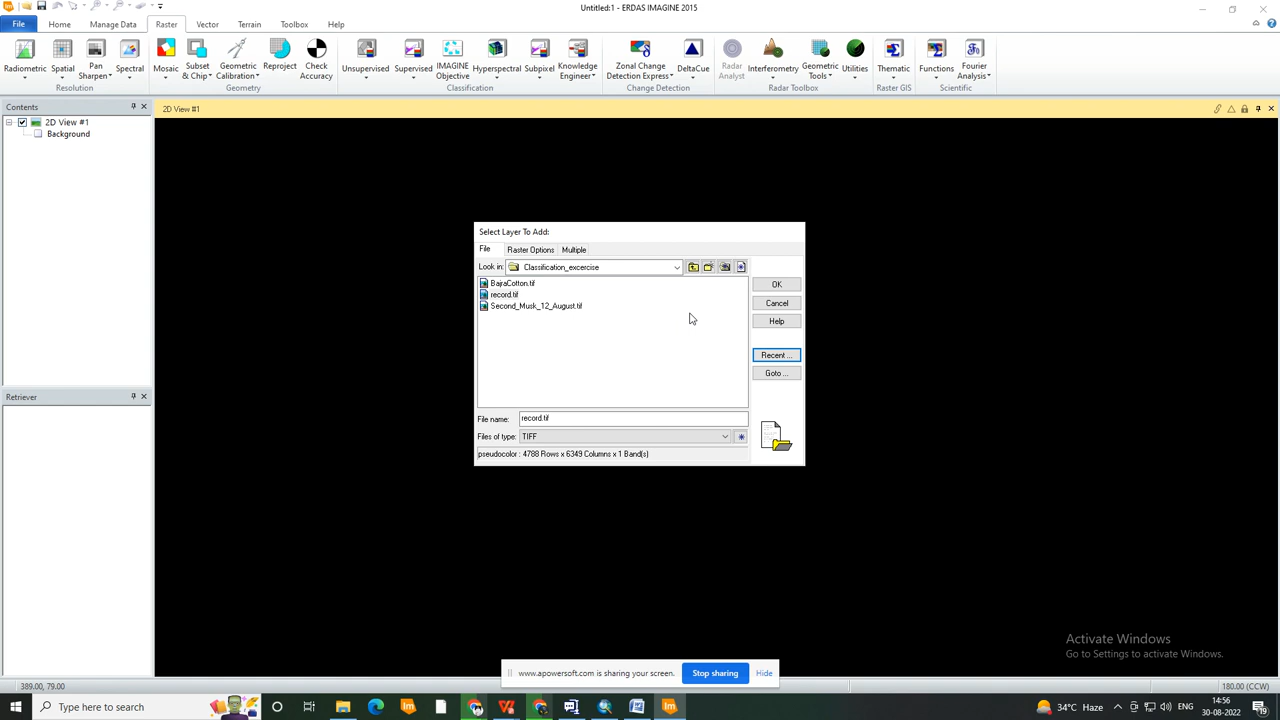 Untitled:1 - ERDAS IMAGINE 2015
File Home Manage Data Raster Vector Terrain Toolbox Help
Radiometric Spatial Pan Sharpen Spectral Mosaic Subset & Chip Geometric Calibration Reproject Check Accuracy Unsupervised Supervised IMAGINE Objective Hyperspectral Subpixel Knowledge Engineer Zonal Change Detection Express DeltaCue Radar Analyst Interferometry Geometric Tools Utilities Thematic Functions Fourier Analysis
Resolution Geometry Classification Change Detection Radar Toolbox Raster GIS Scientific
Contents
2D View #1
2D View #1
Background
Select Layer To Add:
File Raster Options Multiple
Look in: Classification_excercise
BajraCotton.tif
record.tif
Second_Musk_12_August.tif
OK
Cancel
Help
Recent ...
Goto ...
File name: record.tif
Files of type: TIFF
pseudocolor : 4788 Rows x 6349 Columns x 1 Band(s)
Retriever
Activate Windows
Go to Settings to activate Windows.
www.apowersoft.com is sharing your screen. Stop sharing Hide
389.00, 79.00 180.00 (CCW)
Type here to search
34°C Haze ENG 14:56
30-08-2022